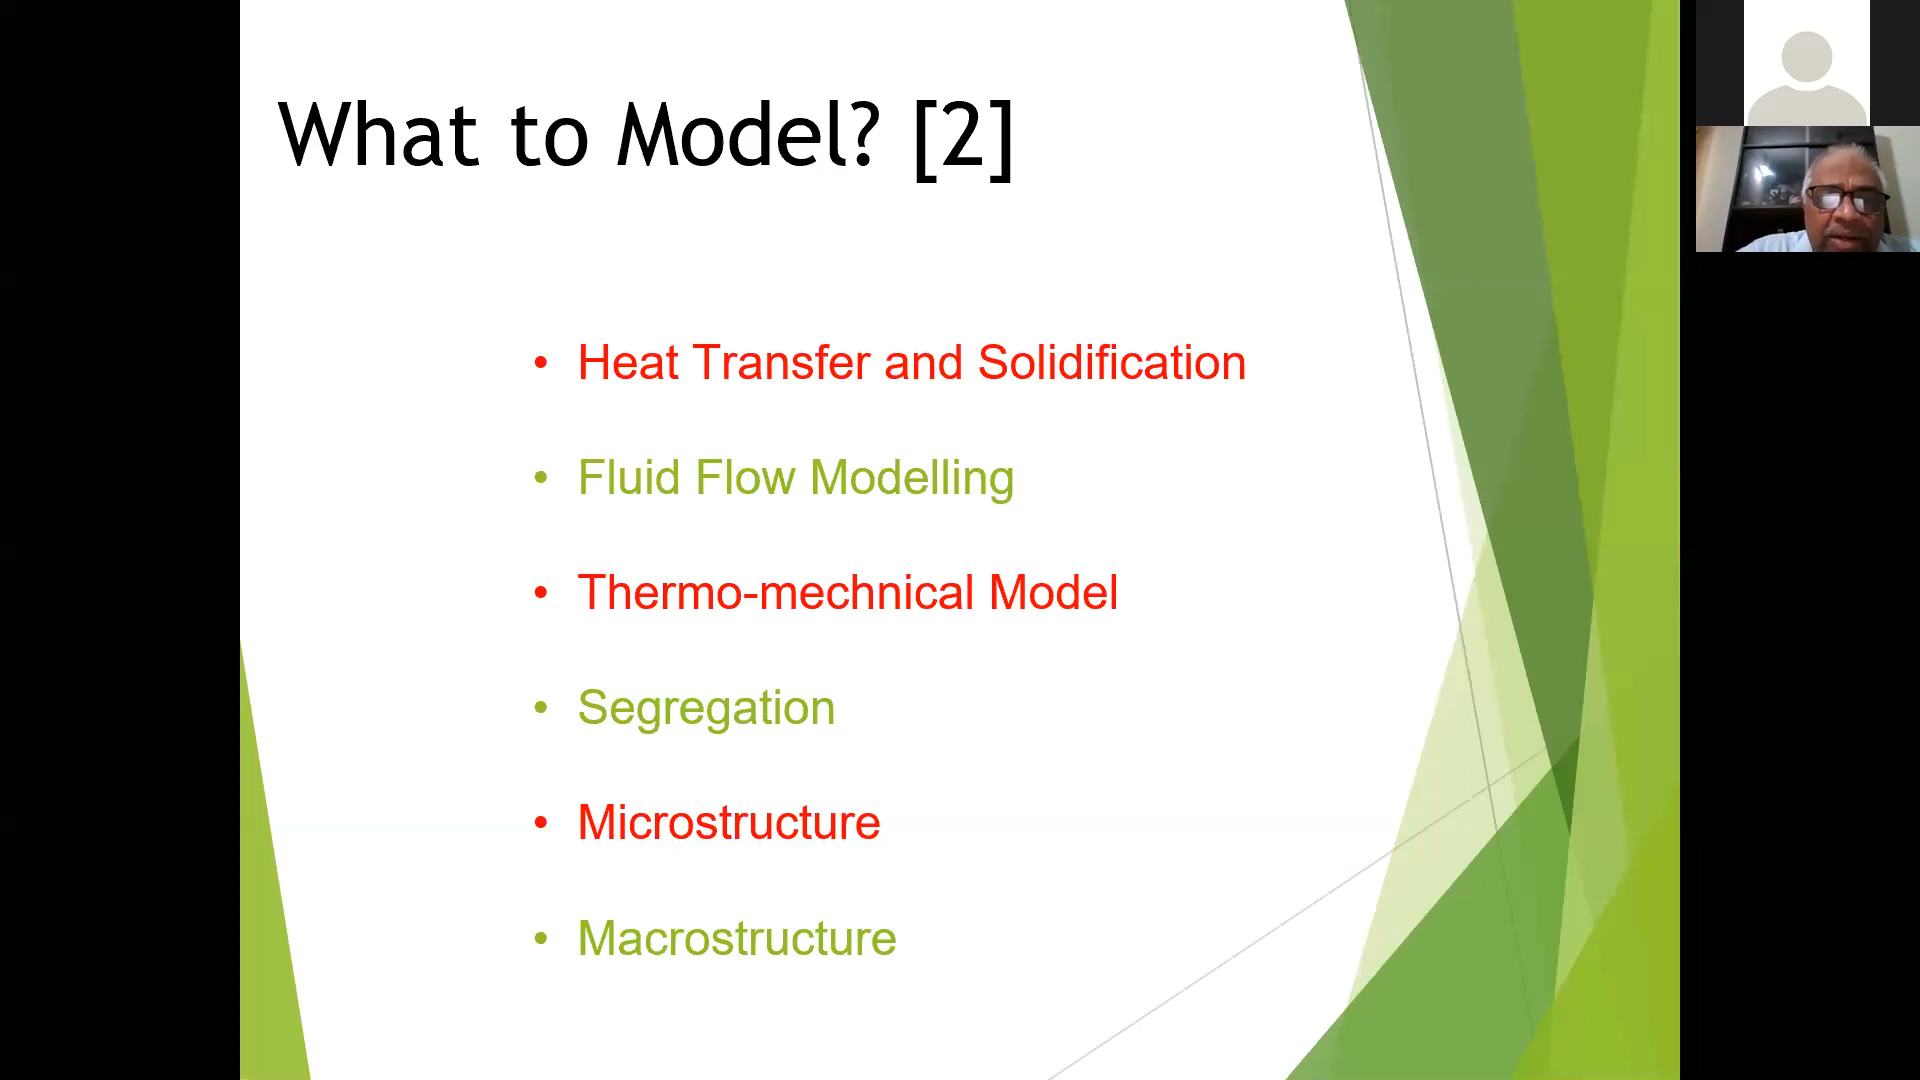 What to Model? [2]
• Heat Transfer and Solidification
• Fluid Flow Modelling
• Thermo-mechnical Model
• Segregation
• Microstructure
• Macrostructure